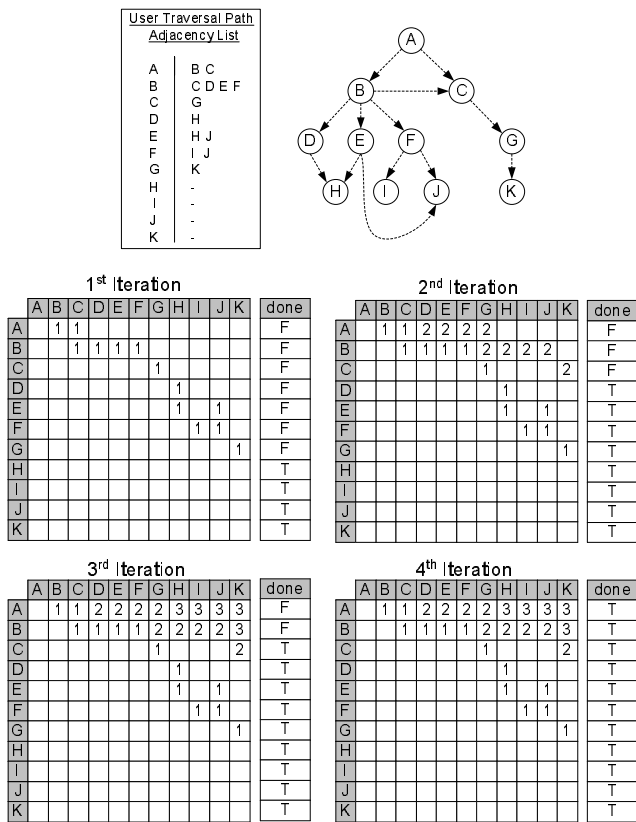 User Traversal Path
Adjacency List
A B C
B C D E F
C G
D H
E H J
F I J
G K
H -
I -
J -
K -
A
B C
D E F G
H I J K
1st Iteration
A B C D E F G H I J K done
A 1 1 F
B 1 1 1 1 F
C 1 F
D 1 F
E 1 1 F
F 1 1 F
G 1 F
H T
I T
J T
K T
2nd Iteration
A B C D E F G H I J K done
A 1 1 2 2 2 2 F
B 1 1 1 1 2 2 2 2 F
C 1 2 F
D 1 T
E 1 1 T
F 1 1 T
G 1 T
H T
I T
J T
K T
3rd Iteration
A B C D E F G H I J K done
A 1 1 2 2 2 2 3 3 3 3 F
B 1 1 1 1 2 2 2 2 3 F
C 1 2 T
D 1 T
E 1 1 T
F 1 1 T
G 1 T
H T
I T
J T
K T
4th Iteration
A B C D E F G H I J K done
A 1 1 2 2 2 2 3 3 3 3 T
B 1 1 1 1 2 2 2 2 3 T
C 1 2 T
D 1 T
E 1 1 T
F 1 1 T
G 1 T
H T
I T
J T
K T